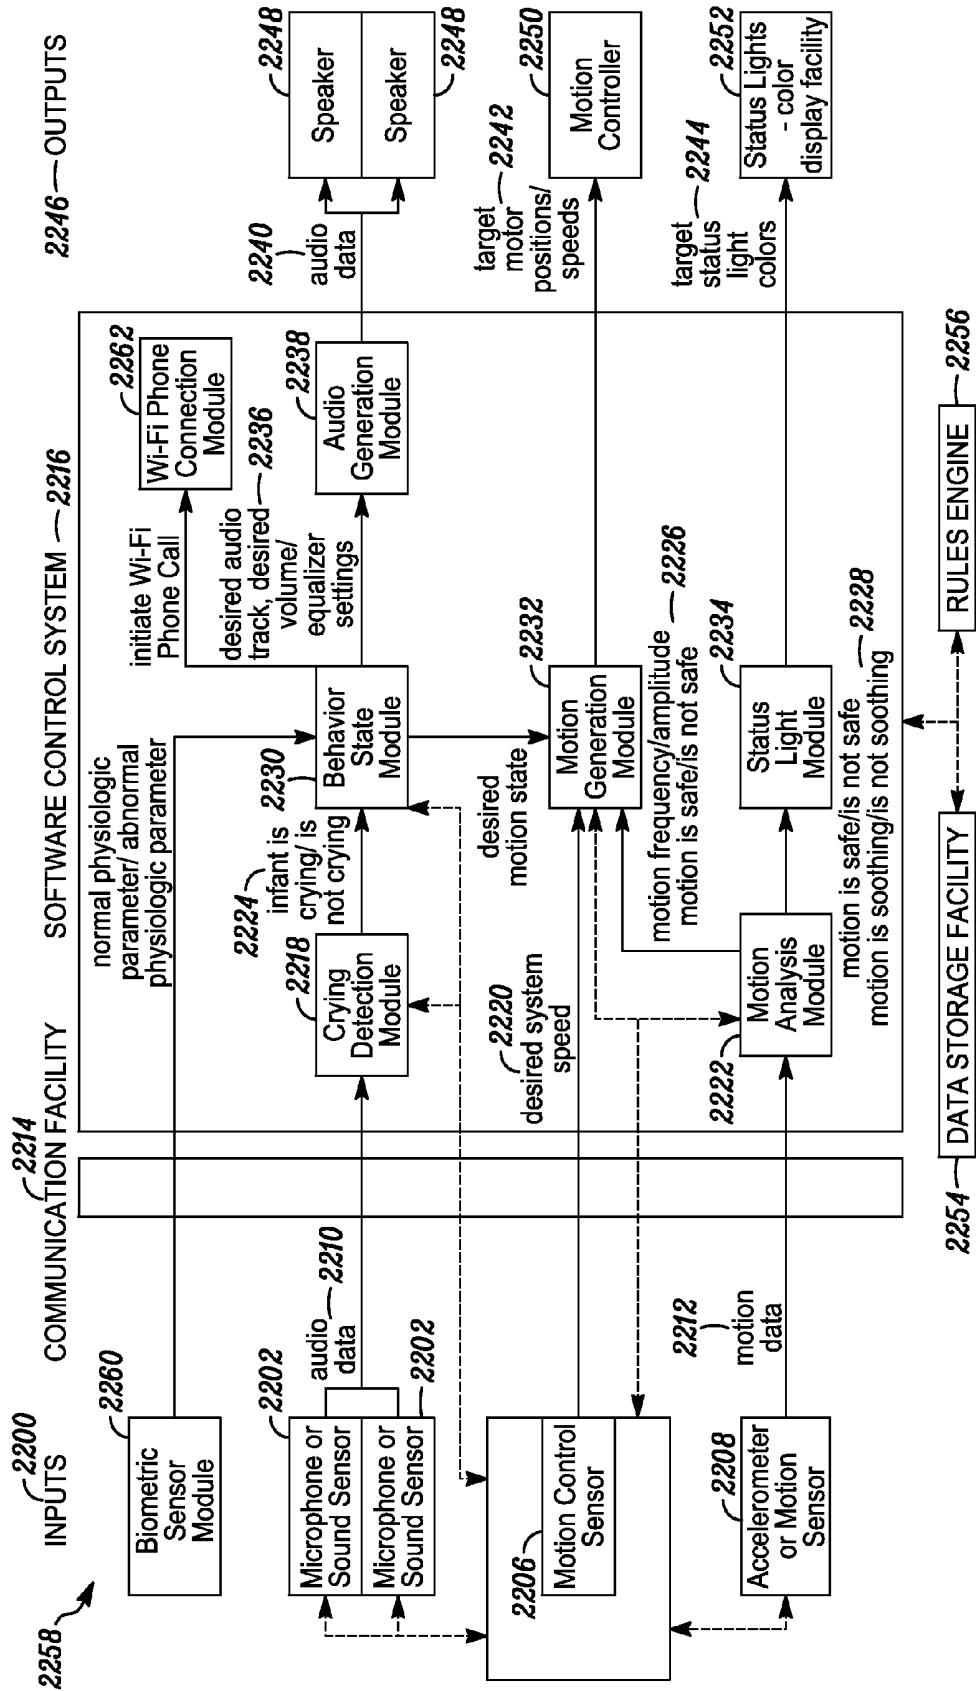 2258
INPUTS
2200
COMMUNICATION FACILITY
2214
SOFTWARE CONTROL SYSTEM
2216
2246
OUTPUTS
Biometric
Sensor
Module
2260
normal physiologic
parameter/ abnormal
physiologic parameter
initiate Wi-Fi
Phone Call
Wi-Fi Phone
Connection
Module
2262
Microphone or
Sound Sensor
2202
Microphone or
Sound Sensor
2202
audio
data
2210
Crying
Detection
Module
2218
2224
infant is
crying/ is
not crying
Behavior
State
Module
2230
desired audio
track, desired
volume/
equalizer
settings
2236
Audio
Generation
Module
2238
2240
audio
data
Speaker
2248
Speaker
2248
Motion Control
Sensor
2206
2220
desired system
speed
desired
motion state
Motion
Generation
Module
2232
target
motor
positions/
speeds
2242
Motion
Controller
2250
motion frequency/amplitude
motion is safe/is not safe
2226
Accelerometer
or Motion
Sensor
2208
2212
motion
data
Motion
Analysis
Module
2222
Status
Light
Module
2234
motion is safe/is not safe
motion is soothing/is not soothing
2228
target
status
light
colors
2244
Status Lights
- color
display facility
2252
2254
DATA STORAGE FACILITY
RULES ENGINE
2256